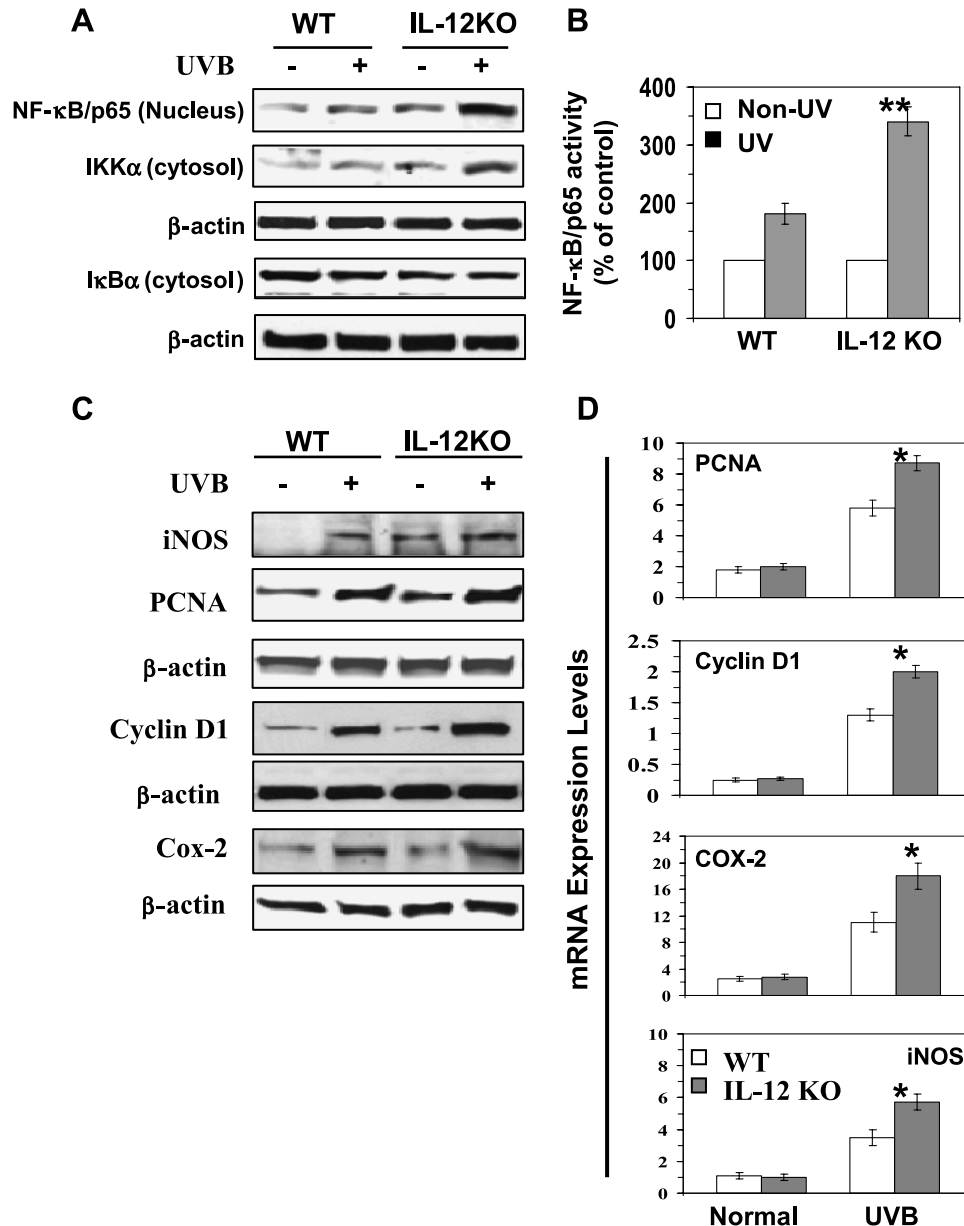 A
WT IL-12KO
UVB - + - +
NF-κB/p65 (Nucleus)
IKKα (cytosol)
β-actin
IκBα (cytosol)
β-actin
B
NF-κB/p65 activity
(% of control)
400
300
200
100
0
Non-UV
UV
**
WT IL-12 KO
C
WT IL-12KO
UVB - + - +
iNOS
PCNA
β-actin
Cyclin D1
β-actin
Cox-2
β-actin
D
mRNA Expression Levels
PCNA
10
8
6
4
2
0
*
Cyclin D1
2.5
2
1.5
1
0.5
0
*
COX-2
24
20
16
12
8
4
0
*
iNOS
10
8
6
4
2
0
WT
IL-12 KO
*
Normal UVB